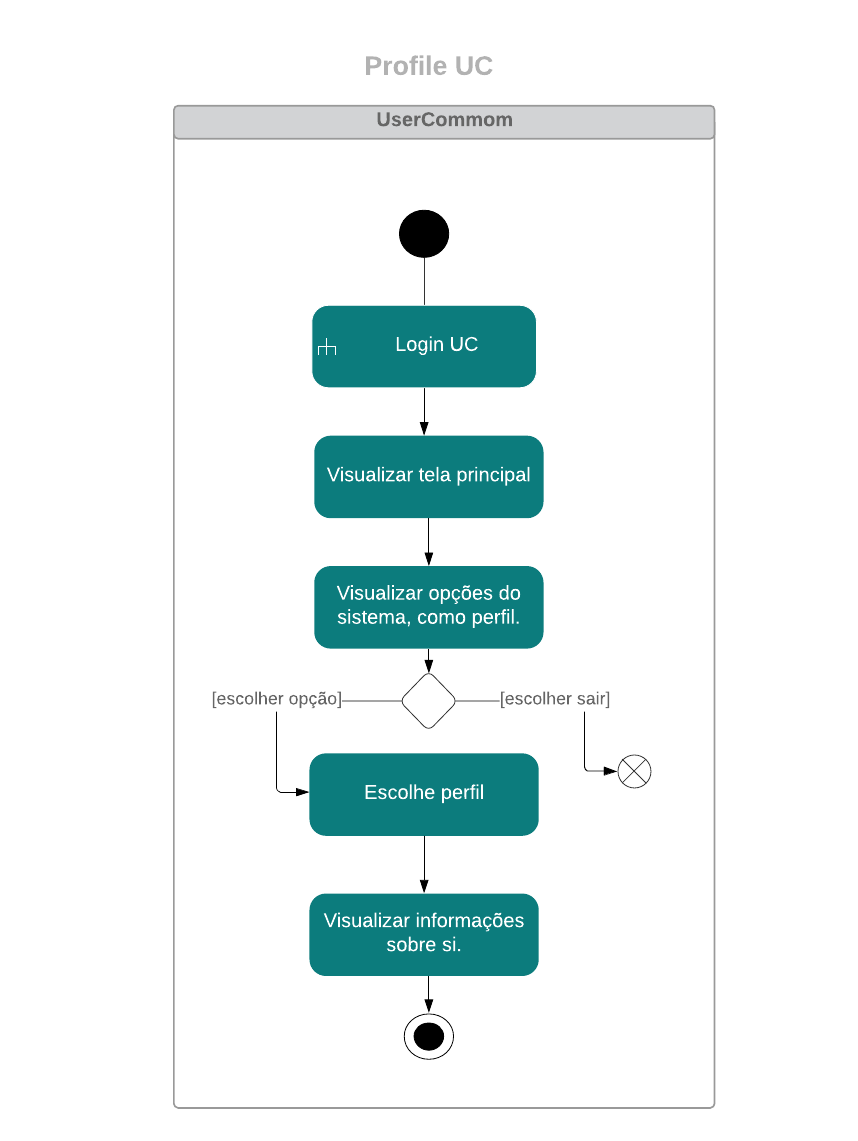 Profile UC
UserCommom
Login UC
Visualizar tela principal
Visualizar opções do
sistema, como perfil.
[escolher opção]
[escolher sair]
Escolhe perfil
Visualizar informações
sobre si.